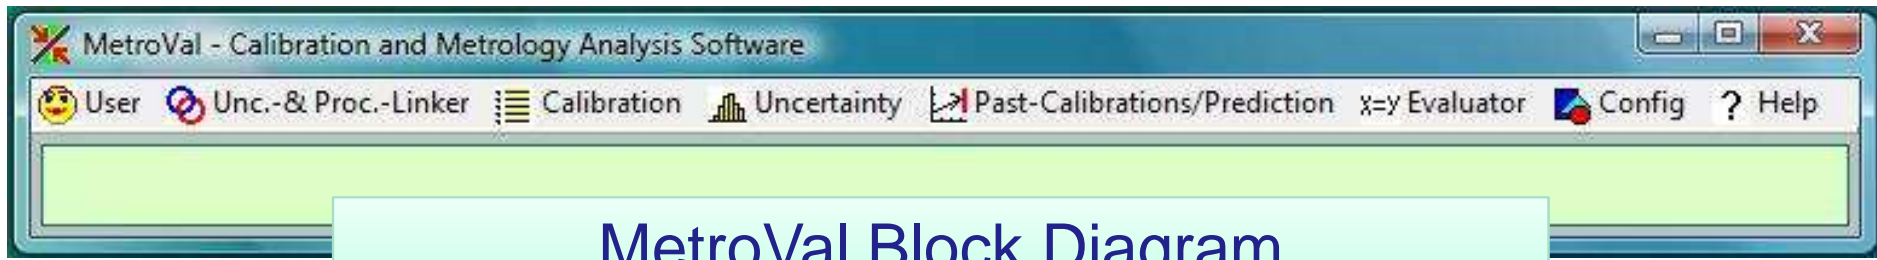 MetroVal - Calibration and Metrology Analysis Software
User Unc.-& Proc.-Linker Calibration Uncertainty Past-Calibrations/Prediction x=y Evaluator Config ? Help
MetroVal Block Diagram